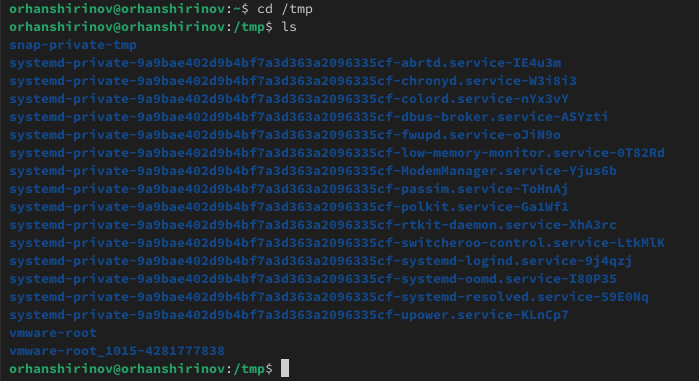 orhanshirinov@orhanshirinov:~$ cd /tmp
orhanshirinov@orhanshirinov:/tmp$ ls
snap-private-tmp
systemd-private-9a9bae402d9b4bf7a3d363a2096335cf-abrtd.service-IE4u3m
systemd-private-9a9bae402d9b4bf7a3d363a2096335cf-chronyd.service-W3i8i3
systemd-private-9a9bae402d9b4bf7a3d363a2096335cf-colord.service-nYx3vY
systemd-private-9a9bae402d9b4bf7a3d363a2096335cf-dbus-broker.service-ASYzti
systemd-private-9a9bae402d9b4bf7a3d363a2096335cf-fwupd.service-oJiN9o
systemd-private-9a9bae402d9b4bf7a3d363a2096335cf-low-memory-monitor.service-0T82Rd
systemd-private-9a9bae402d9b4bf7a3d363a2096335cf-ModemManager.service-Yjus6b
systemd-private-9a9bae402d9b4bf7a3d363a2096335cf-passim.service-ToHnAj
systemd-private-9a9bae402d9b4bf7a3d363a2096335cf-polkit.service-Ga1Wf1
systemd-private-9a9bae402d9b4bf7a3d363a2096335cf-rtkit-daemon.service-XhA3rc
systemd-private-9a9bae402d9b4bf7a3d363a2096335cf-switcheroo-control.service-LtkMlK
systemd-private-9a9bae402d9b4bf7a3d363a2096335cf-systemd-logind.service-9j4qzj
systemd-private-9a9bae402d9b4bf7a3d363a2096335cf-systemd-oomd.service-I80P35
systemd-private-9a9bae402d9b4bf7a3d363a2096335cf-systemd-resolved.service-59E0Nq
systemd-private-9a9bae402d9b4bf7a3d363a2096335cf-upower.service-KLnCp7
vmware-root
vmware-root_1015-4281777838
orhanshirinov@orhanshirinov:/tmp$